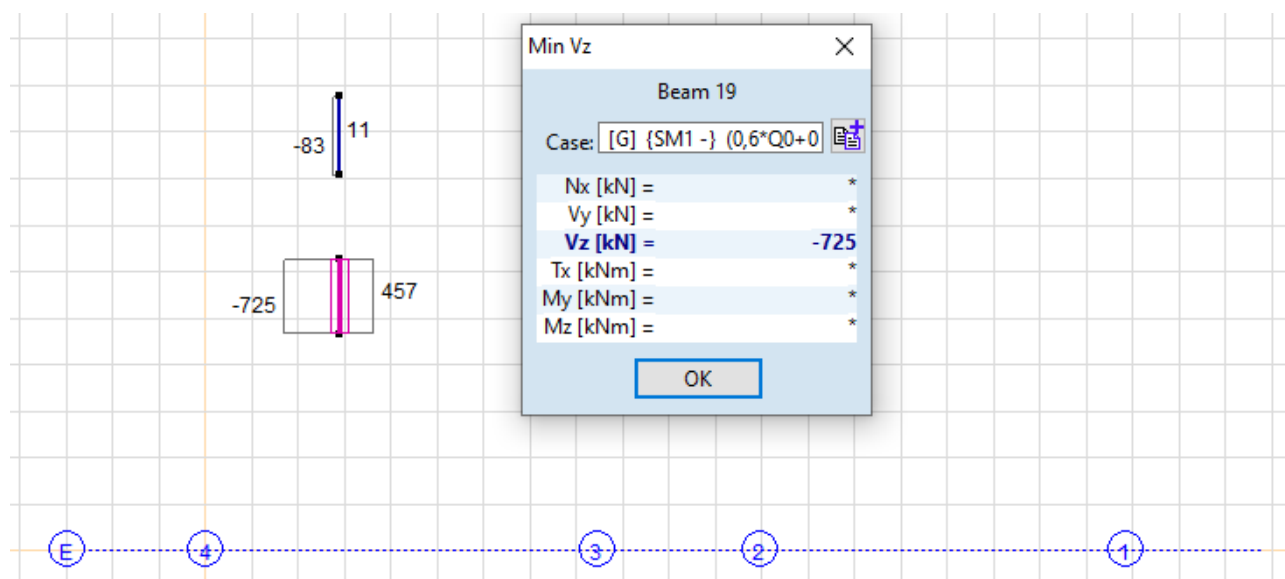 Min Vz
Beam 19
Case: [G] {SM1 -} (0,6*Q0+0
Nx [kN] = *
Vy [kN] = *
Vz [kN] = -725
Tx [kNm] = *
My [kNm] = *
Mz [kNm] = *
OK
-83 11
-725 457
E 4 3 2 1